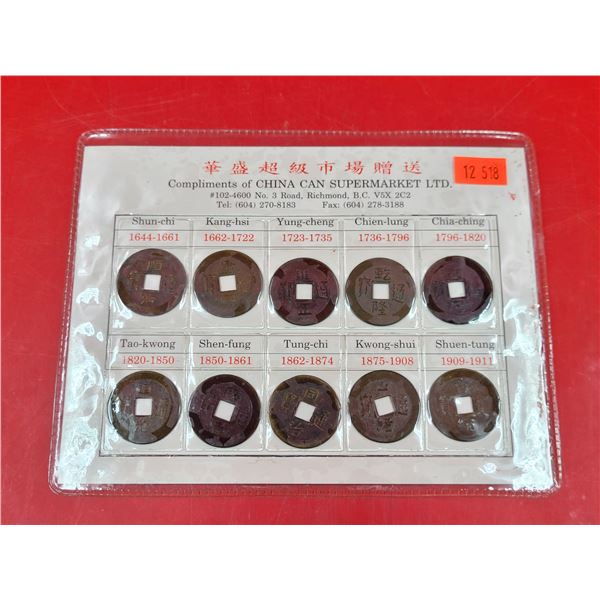 華盛超級市場贈送
12 518
Compliments of CHINA CAN SUPERMARKET LTD.
#102-4600 No. 3 Road, Richmond, B.C. V5X 2C2
Tel: (604) 270-8183 Fax: (604) 278-3188
Shun-chi Kang-hsi Yung-cheng Chien-lung Chia-ching
1644-1661 1662-1722 1723-1735 1736-1796 1796-1820
乾隆
Tao-kwong Shen-fung Tung-chi Kwong-shui Shuen-tung
1820-1850 1850-1861 1862-1874 1875-1908 1909-1911